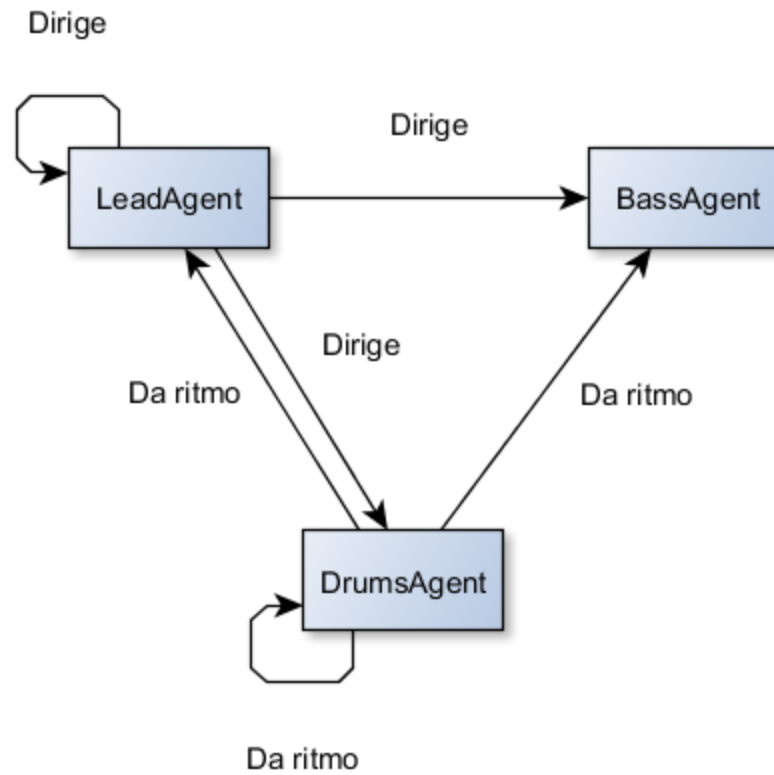 Dirige
Dirige
LeadAgent
BassAgent
Dirige
Da ritmo
Da ritmo
DrumsAgent
Da ritmo